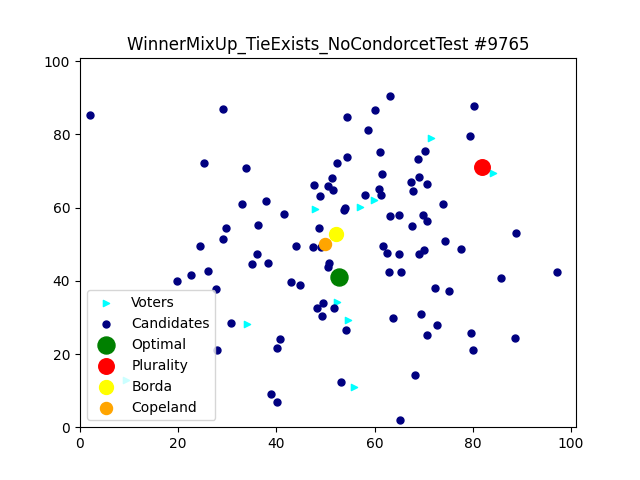 WinnerMixUp_TieExists_NoCondorcetTest #9765
100
80
60
40
20
0
0 20 40 60 80 100
Voters
Candidates
Optimal
Plurality
Borda
Copeland